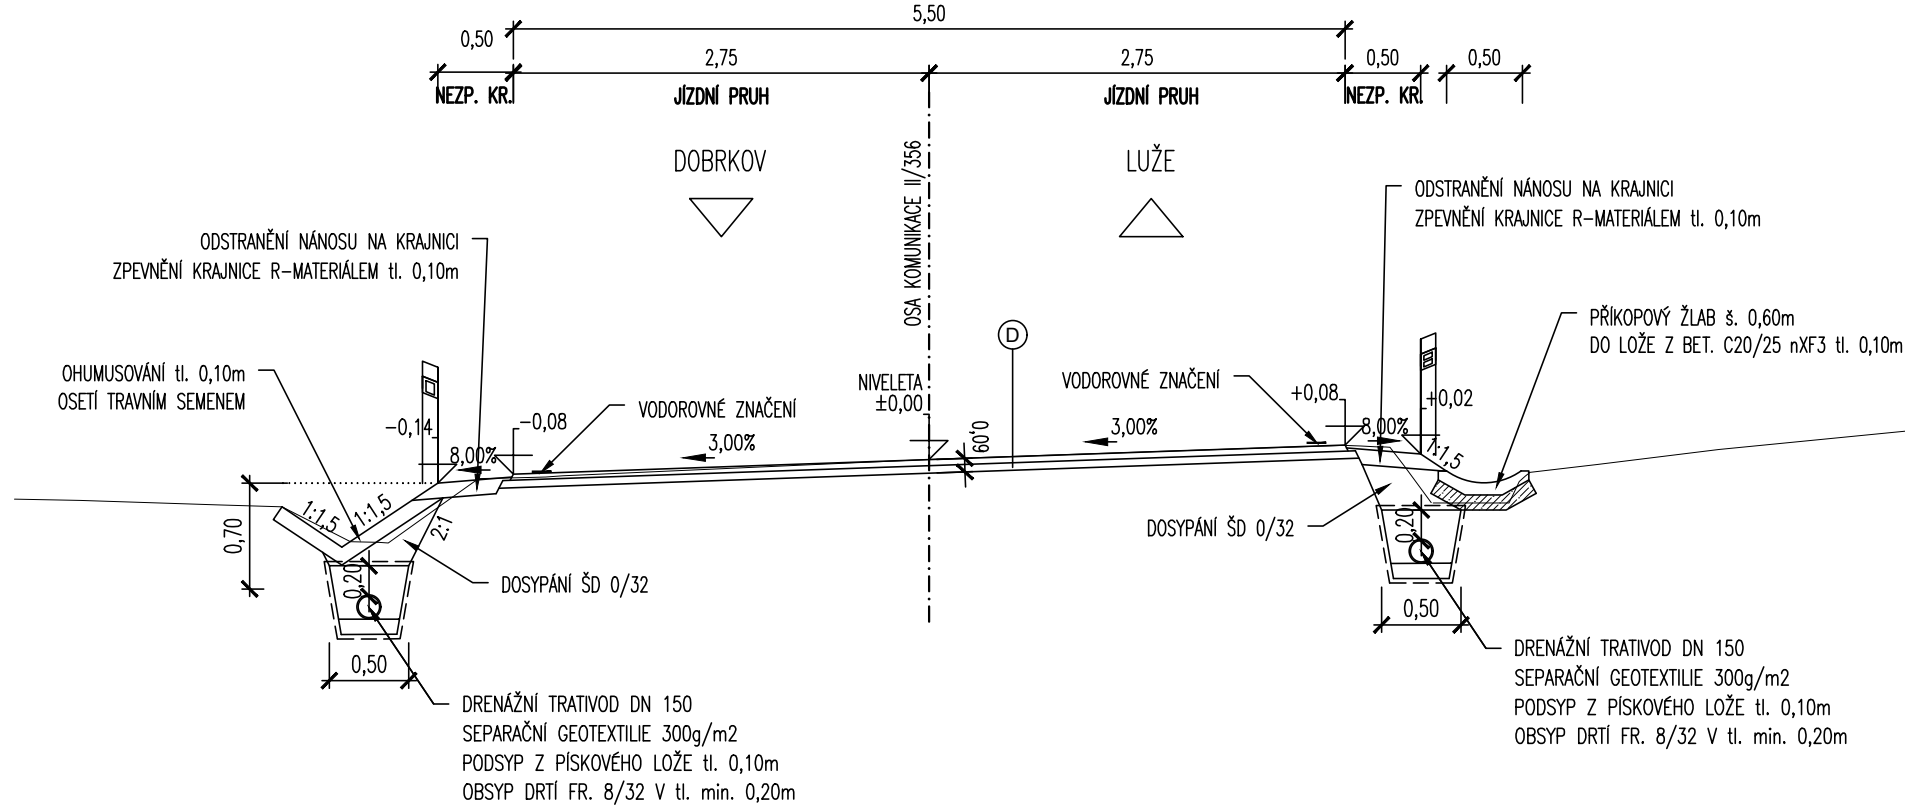 5,50
0,50
2,75
2,75
0,50
0,50
NEZP. KR.
JÍZDNÍ PRUH
JÍZDNÍ PRUH
NEZP. KR.
DOBRKOV
LUŽE
OSA KOMUNIKACE II/356
ODSTRANĚNÍ NÁNOSU NA KRAJNICI
ZPEVNĚNÍ KRAJNICE R-MATERIÁLEM tl. 0,10m
ODSTRANĚNÍ NÁNOSU NA KRAJNICI
ZPEVNĚNÍ KRAJNICE R-MATERIÁLEM tl. 0,10m
PŘÍKOPOVÝ ŽLAB š. 0,60m
DO LOŽE Z BET. C20/25 nXF3 tl. 0,10m
D
OHUMUSOVÁNÍ tl. 0,10m
OSETÍ TRAVNÍM SEMENEM
NIVELETA
±0,00
VODOROVNÉ ZNAČENÍ
VODOROVNÉ ZNAČENÍ
-0,14
-0,08
+0,08
+0,02
8,00%
3,00%
0,09
3,00%
8,00%
1:1,5
1:1,5
1:1,5
2:1
0,70
0,20
0,20
DOSYPÁNÍ ŠD 0/32
DOSYPÁNÍ ŠD 0/32
0,50
0,50
DRENÁŽNÍ TRATIVOD DN 150
SEPARAČNÍ GEOTEXTILIE 300g/m2
PODSYP Z PÍSKOVÉHO LOŽE tl. 0,10m
OBSYP DRTÍ FR. 8/32 V tl. min. 0,20m
DRENÁŽNÍ TRATIVOD DN 150
SEPARAČNÍ GEOTEXTILIE 300g/m2
PODSYP Z PÍSKOVÉHO LOŽE tl. 0,10m
OBSYP DRTÍ FR. 8/32 V tl. min. 0,20m